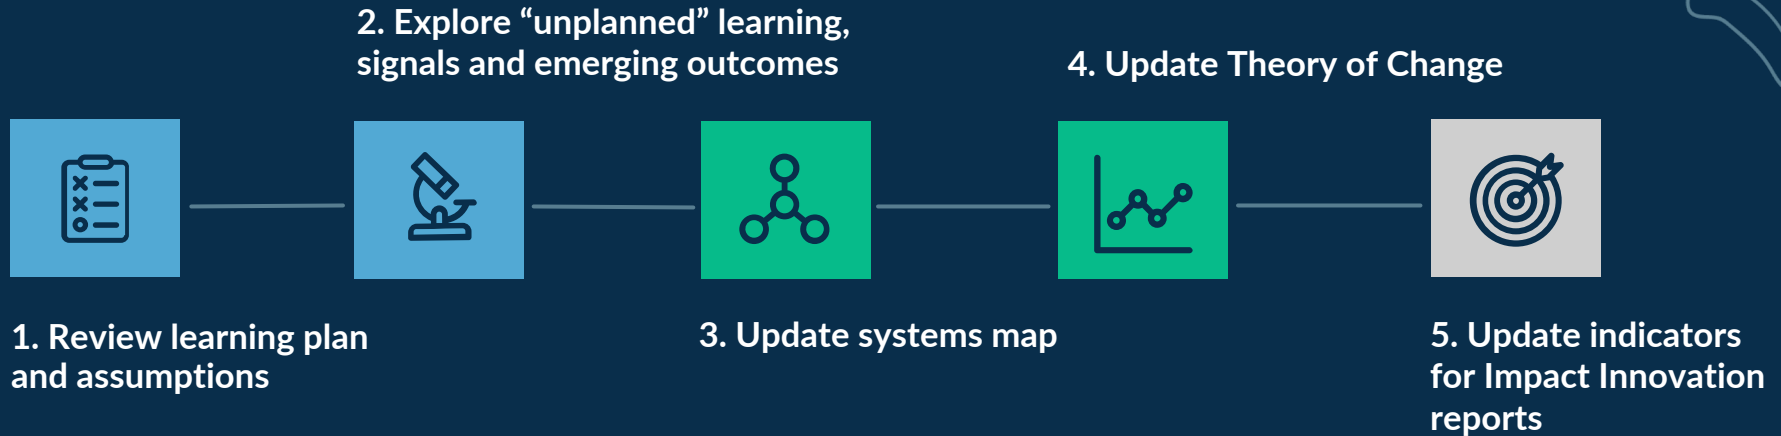 2. Explore “unplanned” learning,
signals and emerging outcomes
4. Update Theory of Change
1. Review learning plan
and assumptions
3. Update systems map
5. Update indicators
for Impact Innovation
reports